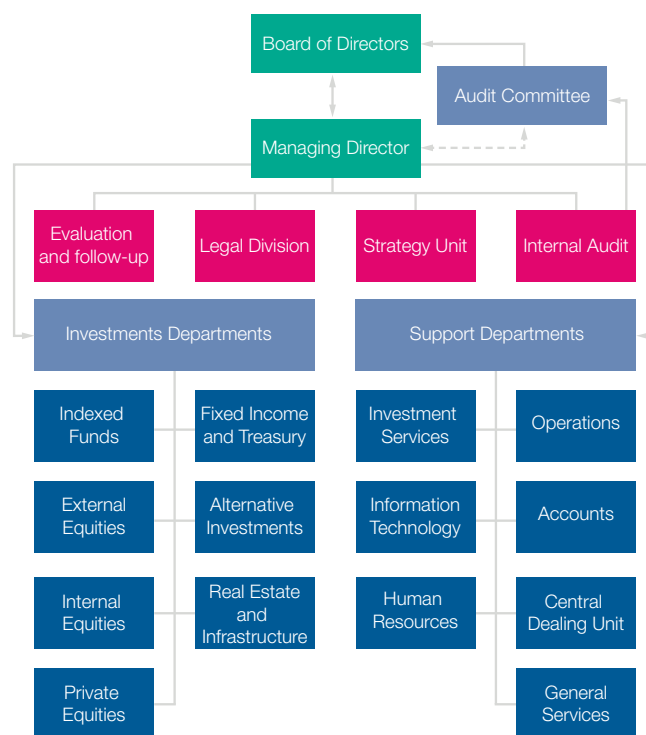 Board of Directors
Audit Committee
Managing Director
Evaluation
and follow-up
Legal Division
Strategy Unit
Internal Audit
Investments Departments
Support Departments
Indexed
Funds
Fixed Income
and Treasury
Investment
Services
Operations
External
Equities
Alternative
Investments
Information
Technology
Accounts
Internal
Equities
Real Estate
and
Infrastructure
Human
Resources
Central
Dealing Unit
Private
Equities
General
Services